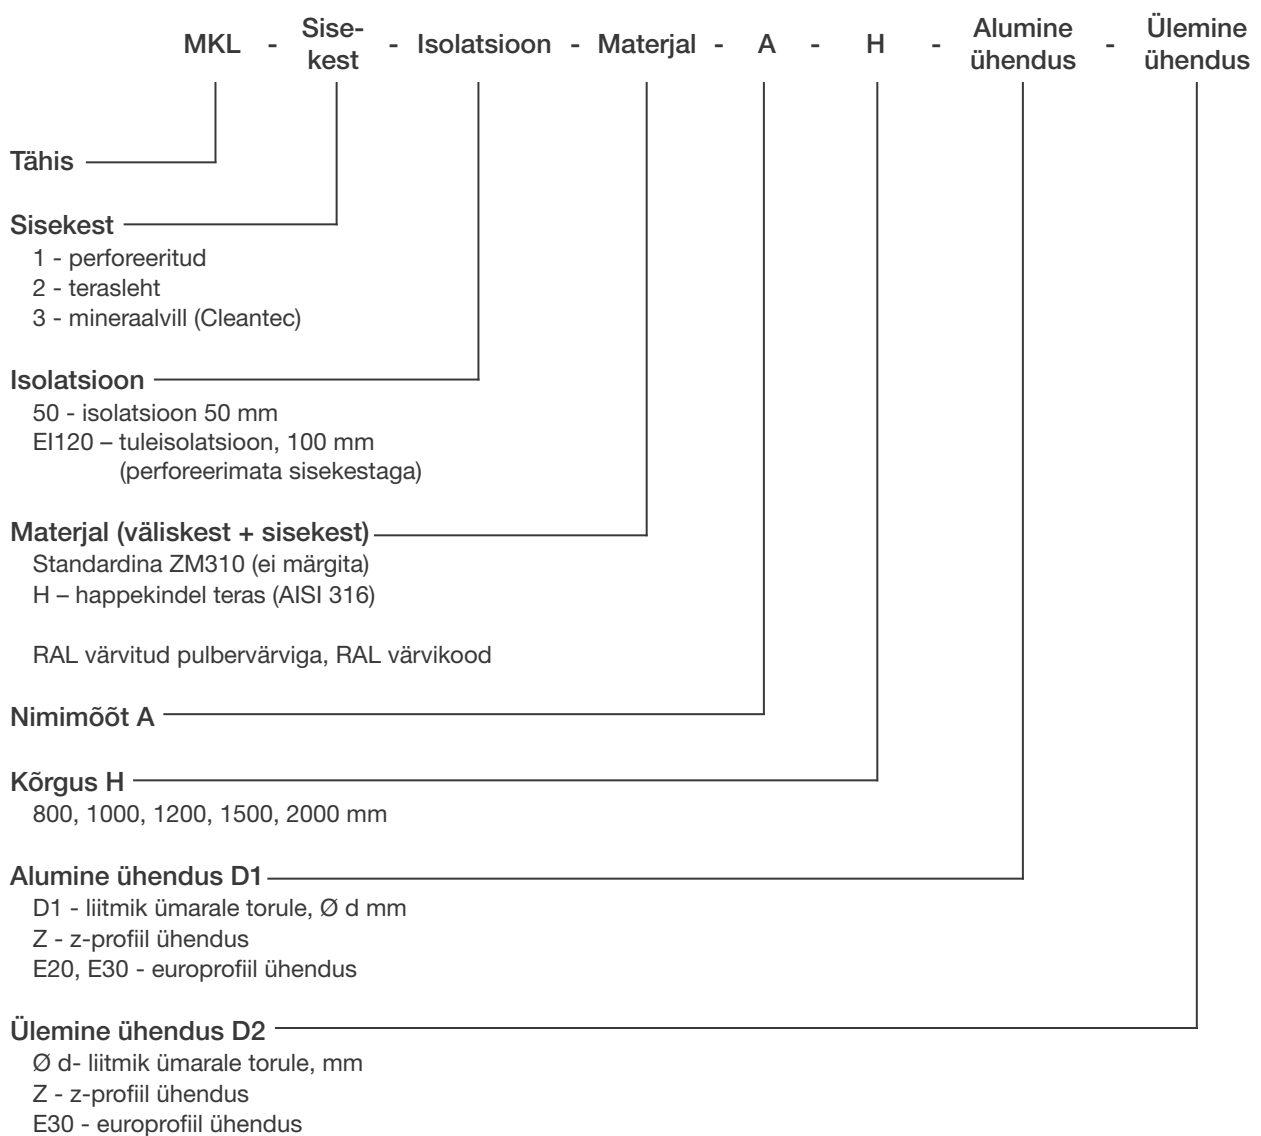 MKL - Sise-kest - Isolatsioon - Materjal - A - H - Alumine ühendus - Ülemine ühendus
Tähis
Sisekest
1 - perforeeritud
2 - terasleht
3 - mineraalvill (Cleantec)
Isolatsioon
50 - isolatsioon 50 mm
EI120 – tuleisolatsioon, 100 mm
(perforeerimata sisekestaga)
Materjal (väliskest + sisekest)
Standardina ZM310 (ei märgita)
H – happekindel teras (AISI 316)
RAL värvitud pulbervärviga, RAL värvikood
Nimimõõt A
Kõrgus H
800, 1000, 1200, 1500, 2000 mm
Alumine ühendus D1
D1 - liitmik ümarale torule, Ø d mm
Z - z-profiil ühendus
E20, E30 - europrofiil ühendus
Ülemine ühendus D2
Ø d- liitmik ümarale torule, mm
Z - z-profiil ühendus
E30 - europrofiil ühendus